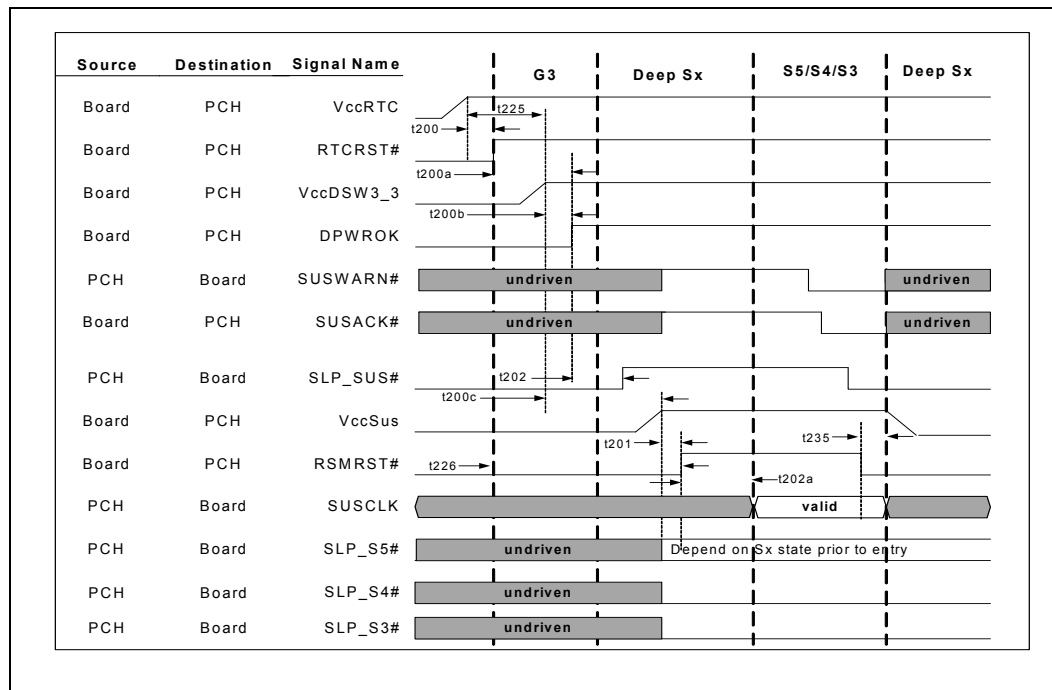 Source Destination Signal Name G3 Deep Sx S5/S4/S3 Deep Sx
Board PCH VccRTC
t225
t200
Board PCH RTCRST#
t200a
Board PCH VccDSW3_3
t200b
Board PCH DPWROK
PCH Board SUSWARN# undriven undriven
Board PCH SUSACK# undriven undriven
PCH Board SLP_SUS# t202
t200c
Board PCH VccSus
t201 t235
Board PCH RSMRST# t226
t202a
PCH Board SUSCLK valid
PCH Board SLP_S5# undriven Depend on Sx state prior to entry
PCH Board SLP_S4# undriven
PCH Board SLP_S3# undriven